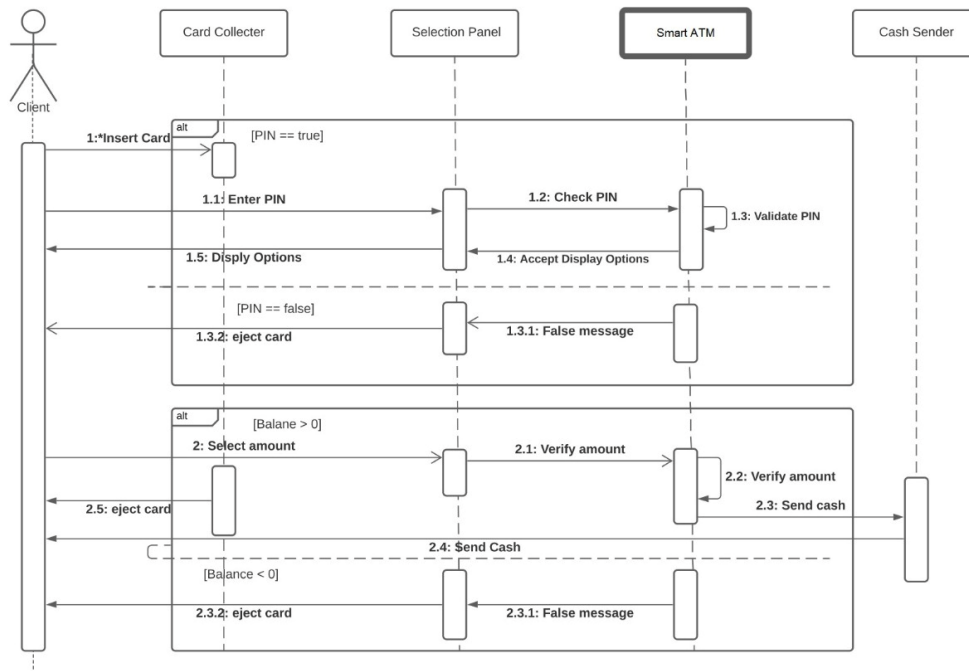 Card Collecter
Selection Panel
Smart ATM
Cash Sender
Client
alt
[PIN == true]
1:*Insert Card
1.1: Enter PIN
1.2: Check PIN
1.3: Validate PIN
1.5: Disply Options
1.4: Accept Display Options
[PIN == false]
1.3.2: eject card
1.3.1: False message
alt
[Balane > 0]
2: Select amount
2.1: Verify amount
2.2: Verify amount
2.5: eject card
2.3: Send cash
2.4: Send Cash
[Balance < 0]
2.3.2: eject card
2.3.1: False message